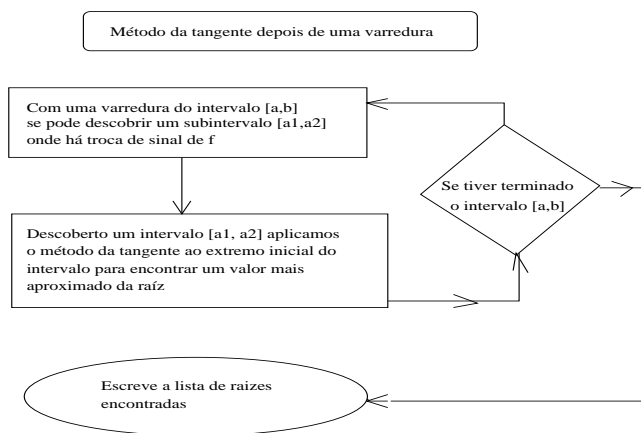 Método da tangente depois de uma varredura
Com uma varredura do intervalo [a,b]
se pode descobrir um subintervalo [a1,a2]
onde há troca de sinal de f
Se tiver terminado
o intervalo [a,b]
Descoberto um intervalo [a1, a2] aplicamos
o método da tangente ao extremo inicial do
intervalo para encontrar um valor mais
aproximado da raíz
Escreve a lista de raizes
encontradas